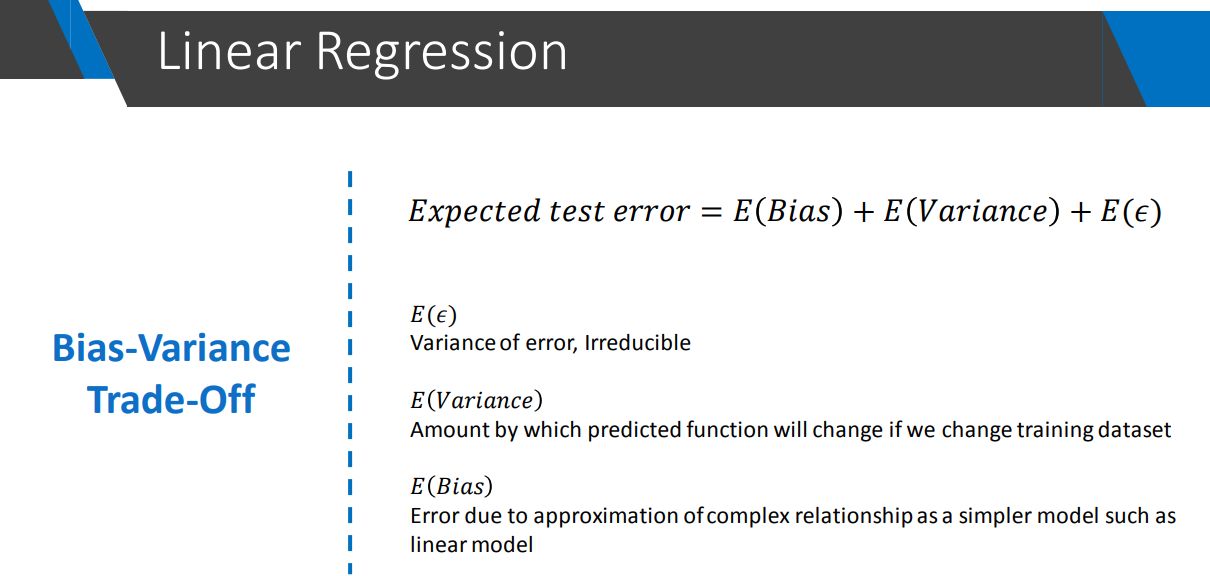 Linear Regression
Bias-Variance
Trade-Off
Expected test error = E(Bias) + E(Variance) + E(ϵ)
E(ϵ)
Variance of error, Irreducible
E(Variance)
Amount by which predicted function will change if we change training dataset
E(Bias)
Error due to approximation of complex relationship as a simpler model such as
linear model